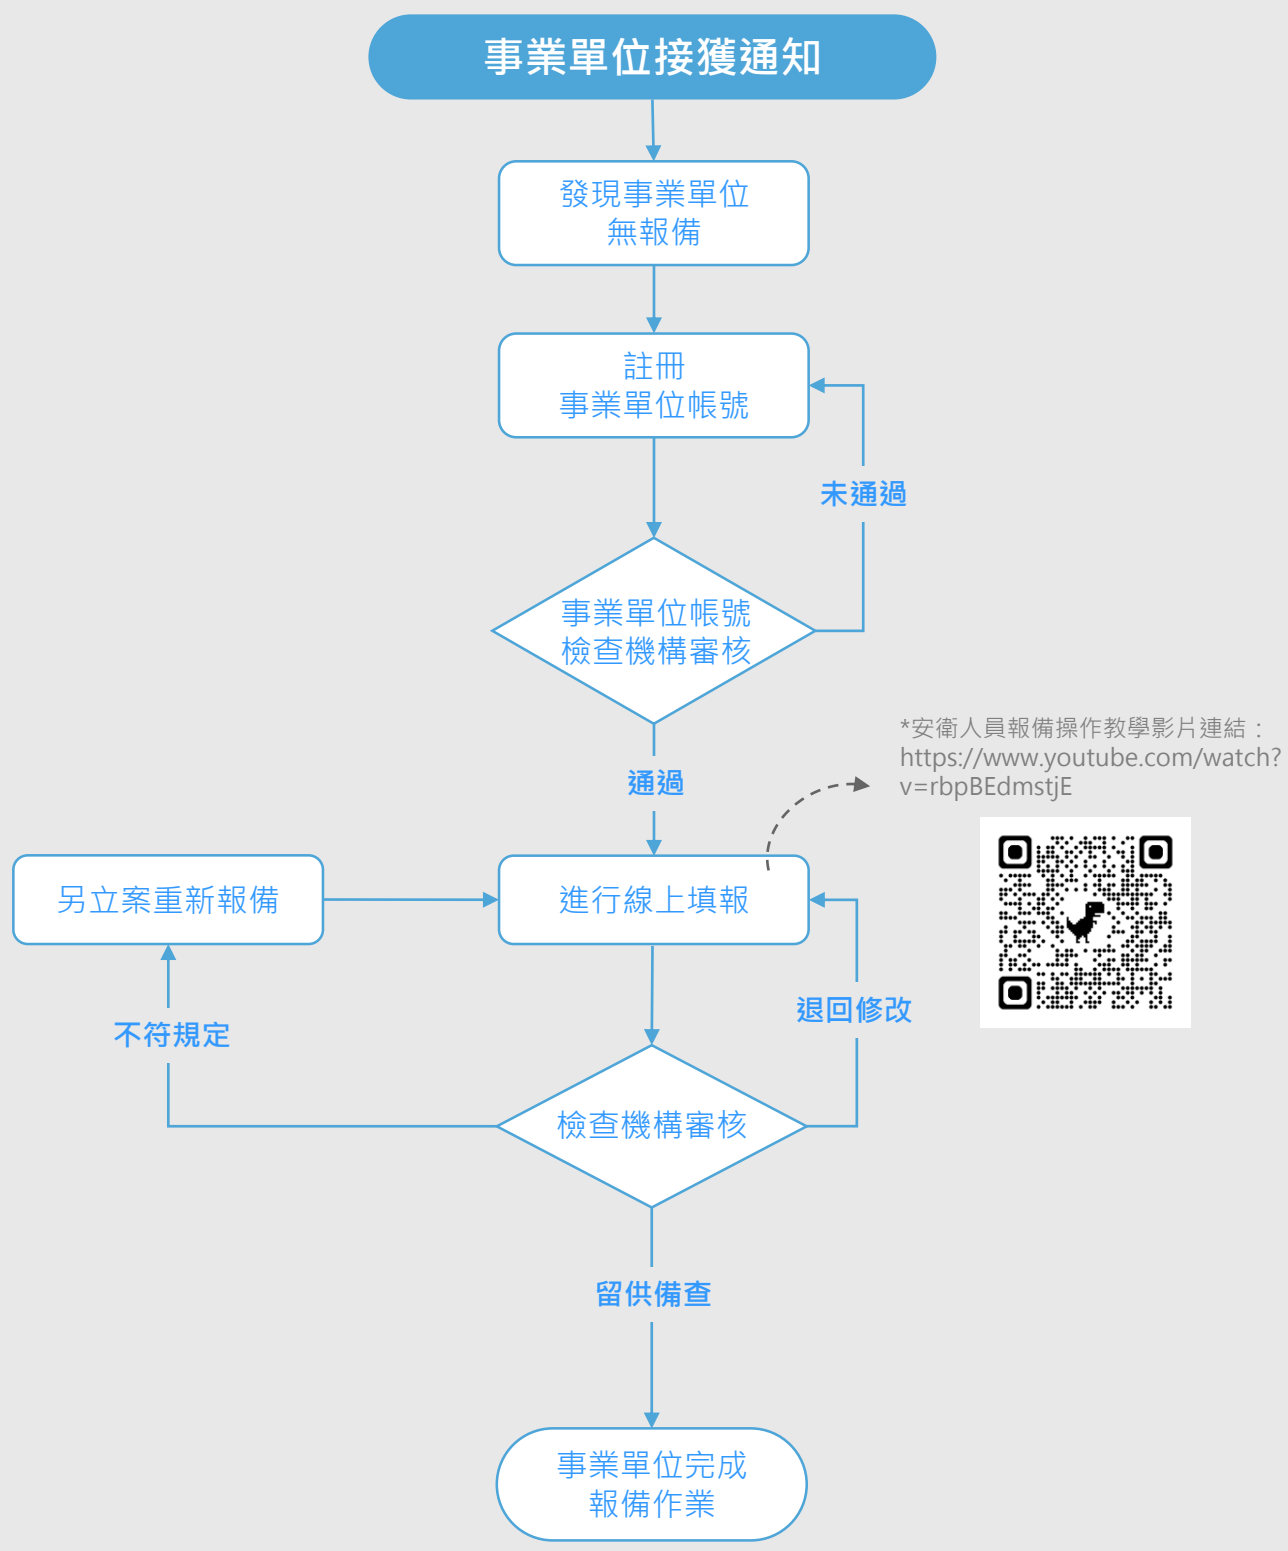 事業單位接獲通知
發現事業單位
無報備
註冊
事業單位帳號
未通過
事業單位帳號
檢查機構審核
*安衛人員報備操作教學影片連結：
https://www.youtube.com/watch?
v=rbpBEdmstjE
通過
另立案重新報備
進行線上填報
退回修改
不符規定
檢查機構審核
留供備查
事業單位完成
報備作業